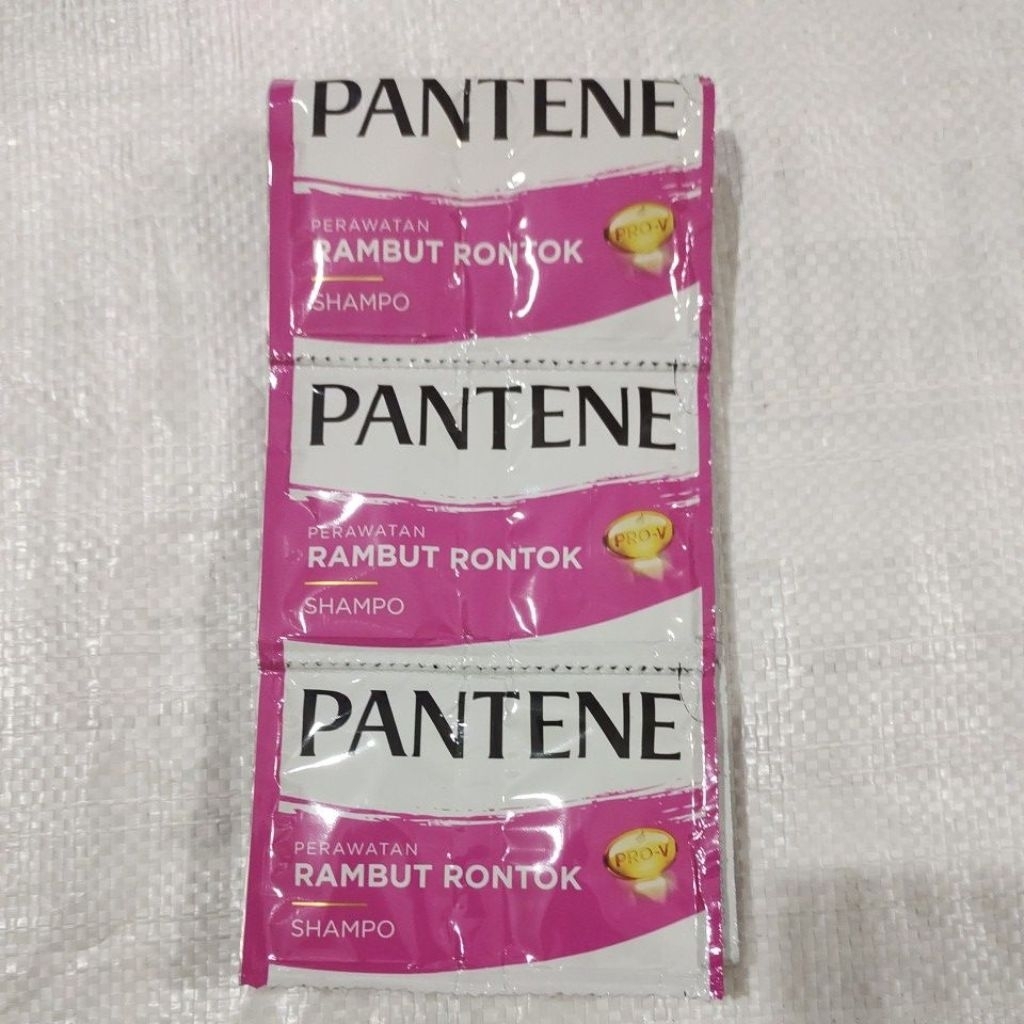 PANTENE
PERAWATAN
RAMBUT RONTOK
PRO-V
SHAMPO
PANTENE
PERAWATAN
RAMBUT RONTOK
PRO-V
SHAMPO
PANTENE
PERAWATAN
RAMBUT RONTOK
PRO-V
SHAMPO